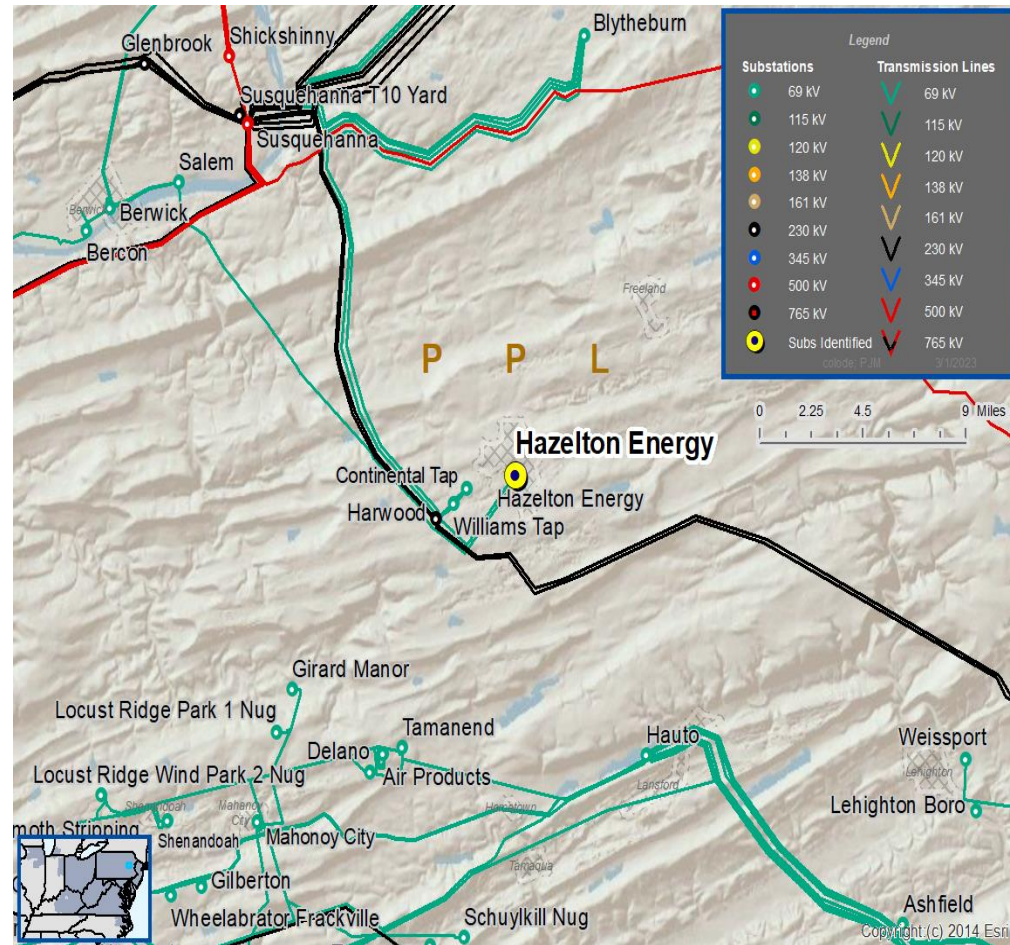 Glenbrook
Shickshinny
Blytheburn
Susquehanna T10 Yard
Susquehanna
Salem
Berwick
Berwick
Bercon
Legend
Substations
Transmission Lines
69 kV
69 kV
115 kV
115 kV
120 kV
120 kV
138 kV
138 kV
161 kV
161 kV
230 kV
230 kV
345 kV
345 kV
500 kV
500 kV
765 kV
765 kV
Subs Identified
colode, PJM
3/1/2023
Freeland
P P L
0 2.25 4.5 9 Miles
Hazelton Energy
Continental Tap
Hazelton Energy
Harwood
Williams Tap
Girard Manor
Locust Ridge Park 1 Nug
Tamanend
Delano
Hauto
Weissport
Air Products
Locust Ridge Wind Park 2 Nug
Lansford
Lehighton
Shenandoah
Mahanoy
City
Hometown
Lehighton Boro
moth Stripping
Shenandoah
Mahonoy City
Tamaqua
Gilberton
Wheelabrator Frackville
Schuylkill Nug
Ashfield
Copyright:(c) 2014 Esri